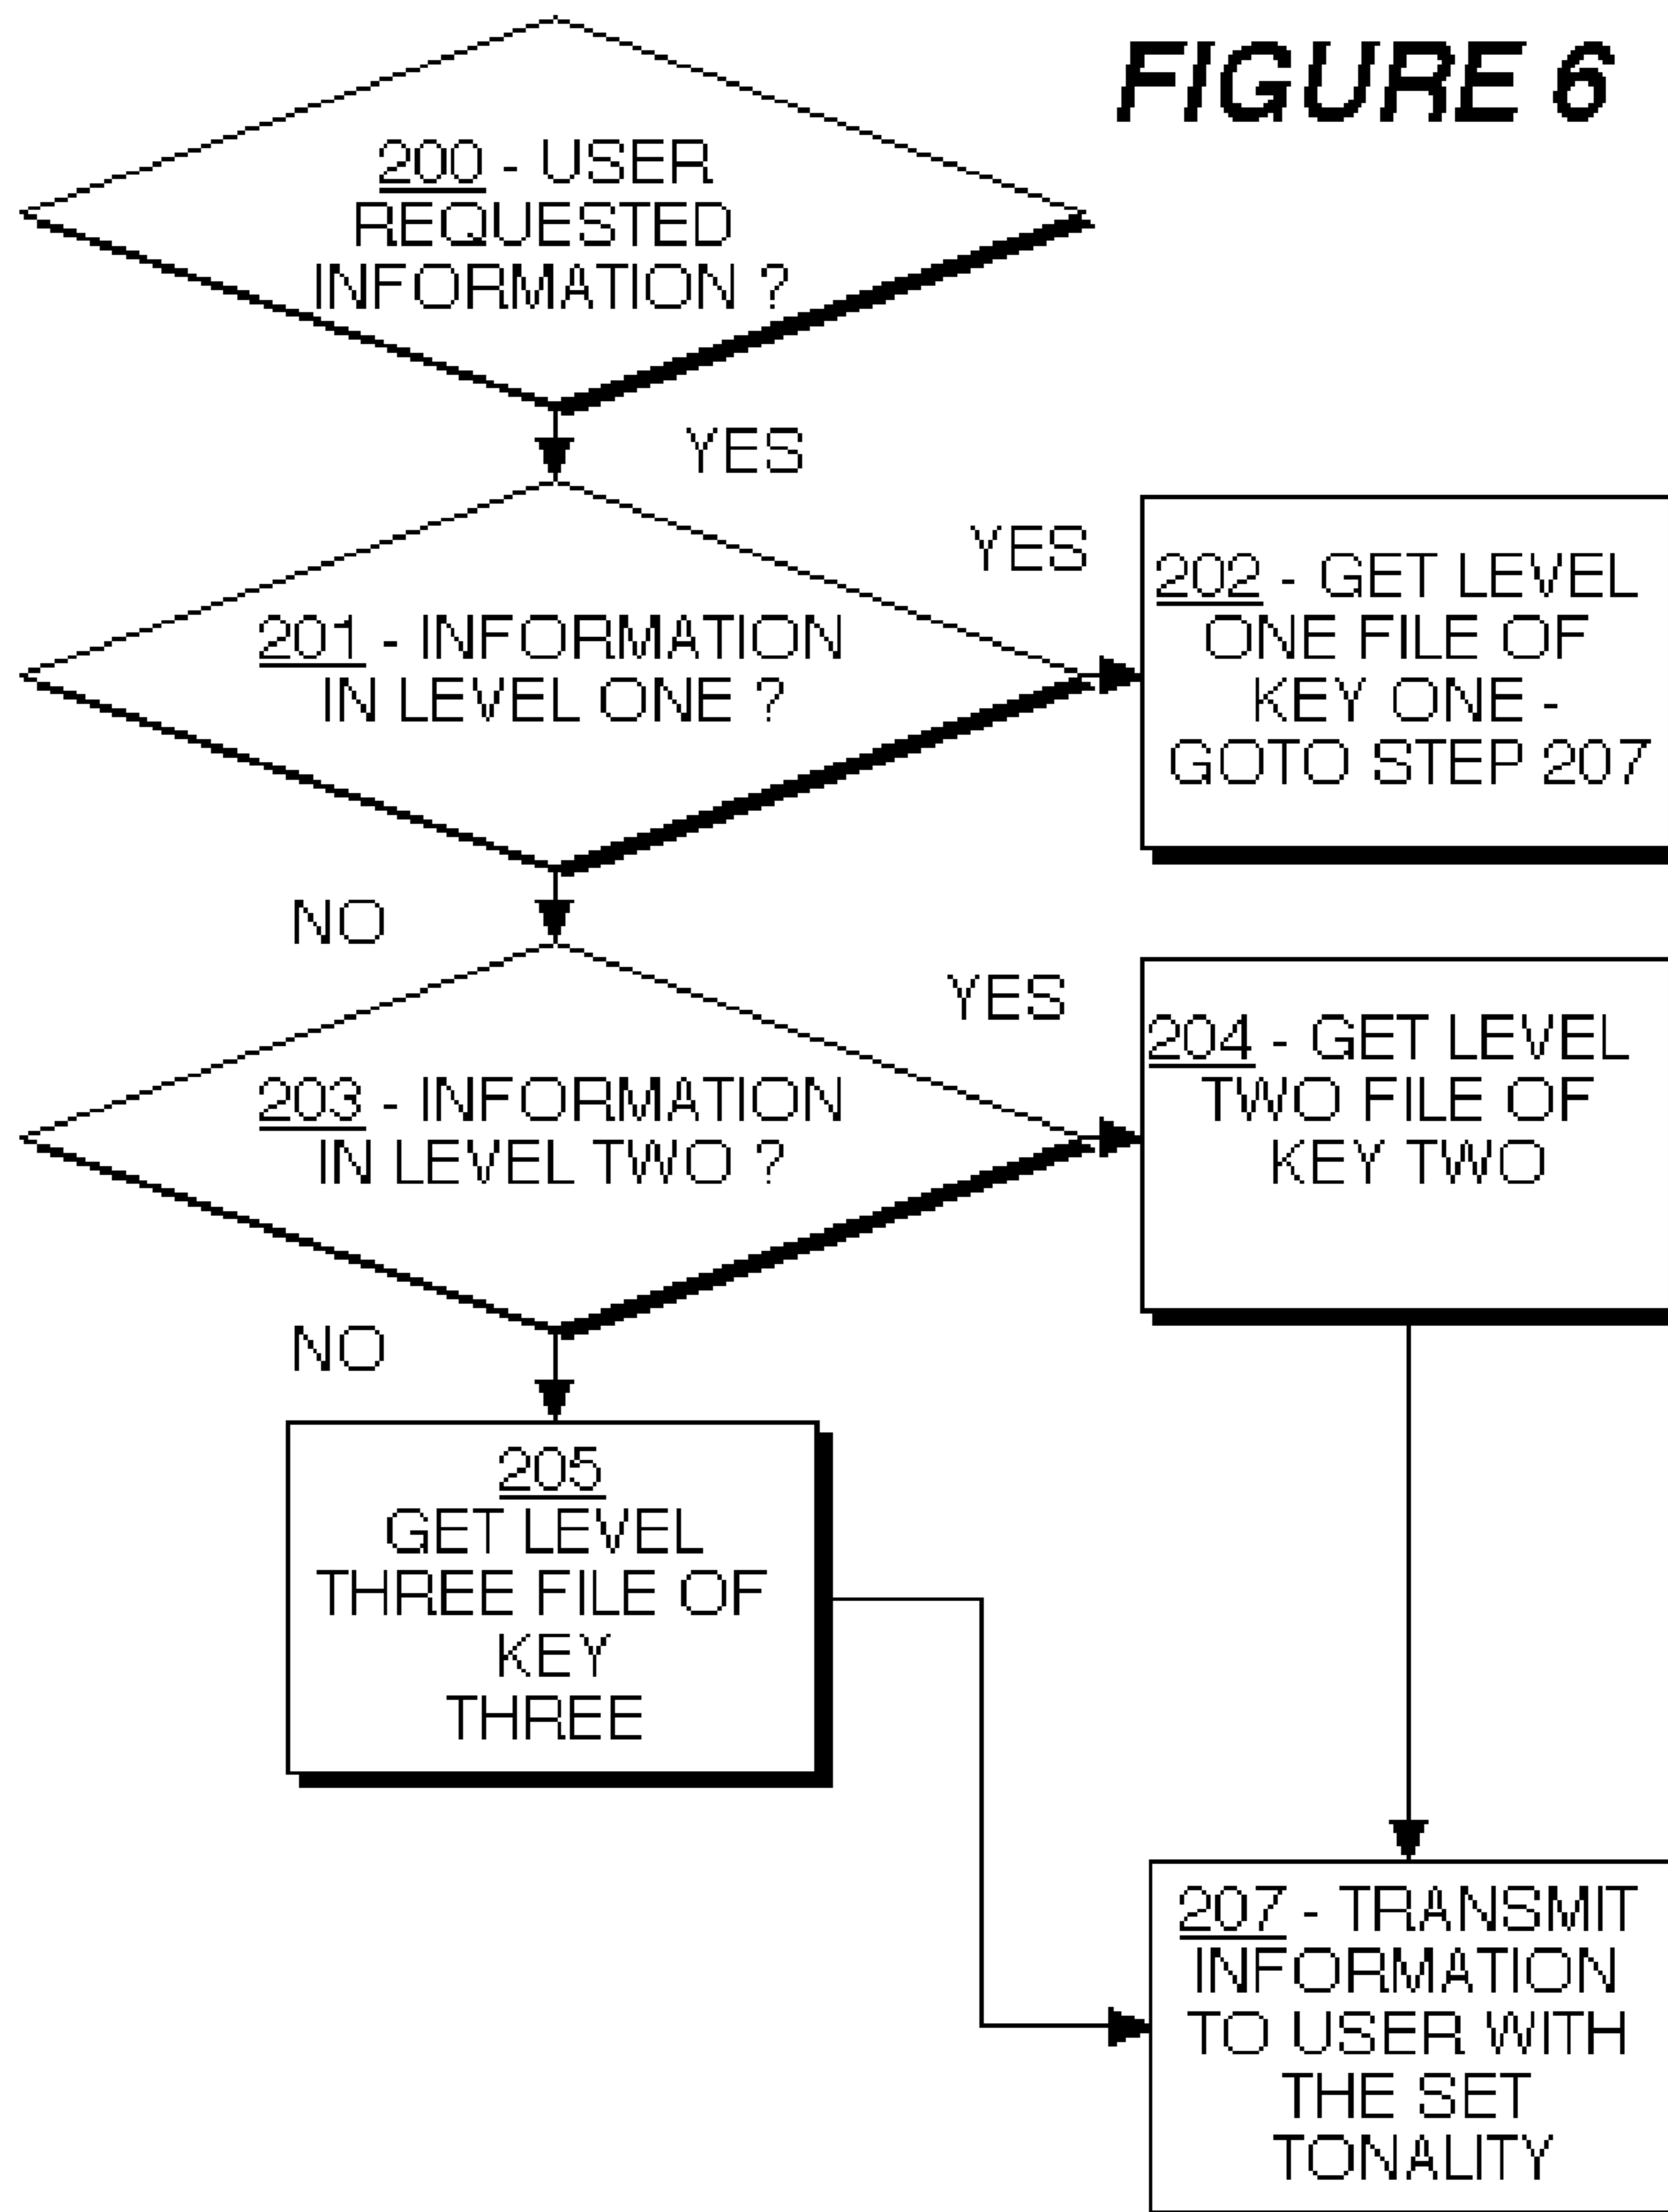 FIGURE 6
200 - USER
REQUESTED
INFORMATION ?
YES
201 - INFORMATION
IN LEVEL ONE ?
YES
202 - GET LEVEL
ONE FILE OF
KEY ONE -
GOTO STEP 207
NO
203 - INFORMATION
IN LEVEL TWO ?
YES
204 - GET LEVEL
TWO FILE OF
KEY TWO
NO
205
GET LEVEL
THREE FILE OF
KEY
THREE
207 - TRANSMIT
INFORMATION
TO USER WITH
THE SET
TONALITY